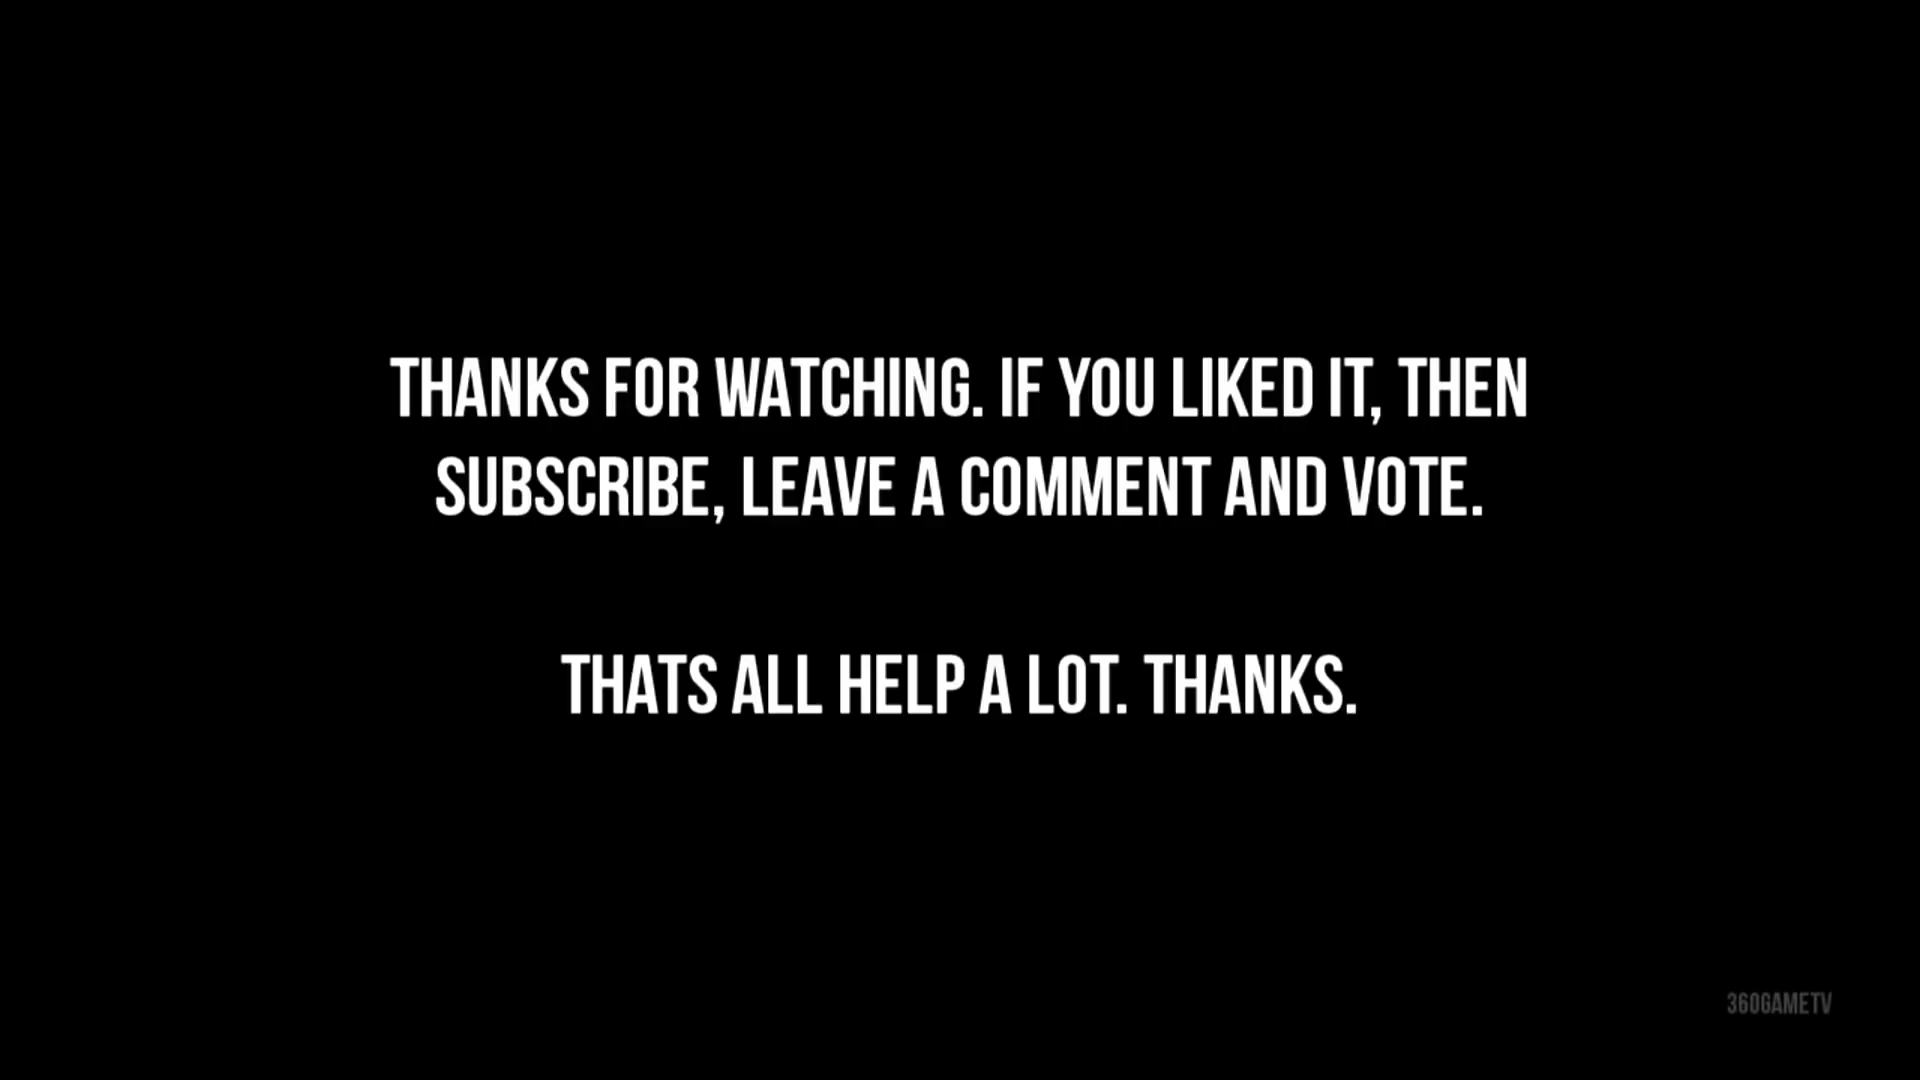 THANKS FOR WATCHING. IF YOU LIKED IT, THEN
SUBSCRIBE, LEAVE A COMMENT AND VOTE.
THATS ALL HELP A LOT. THANKS.
360GAMETV